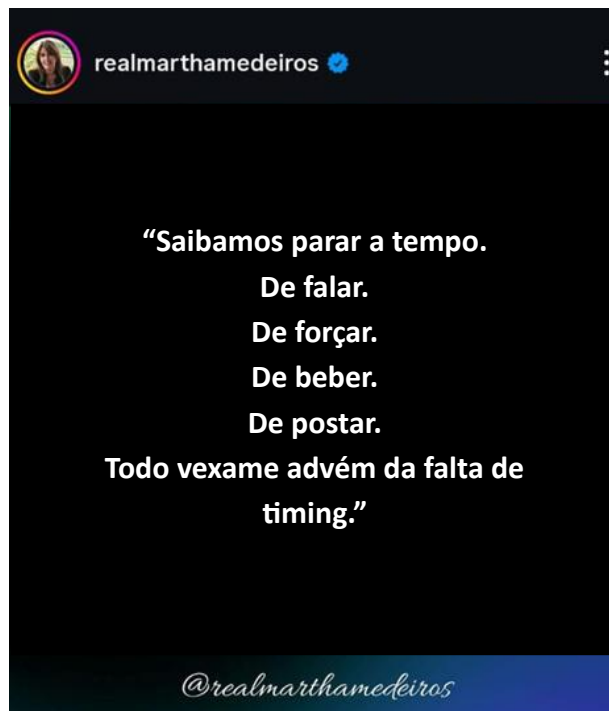 realmarthamedeiros
“Saibamos parar a tempo.
De falar.
De forçar.
De beber.
De postar.
Todo vexame advém da falta de
timing.”
@realmarthamedeiros